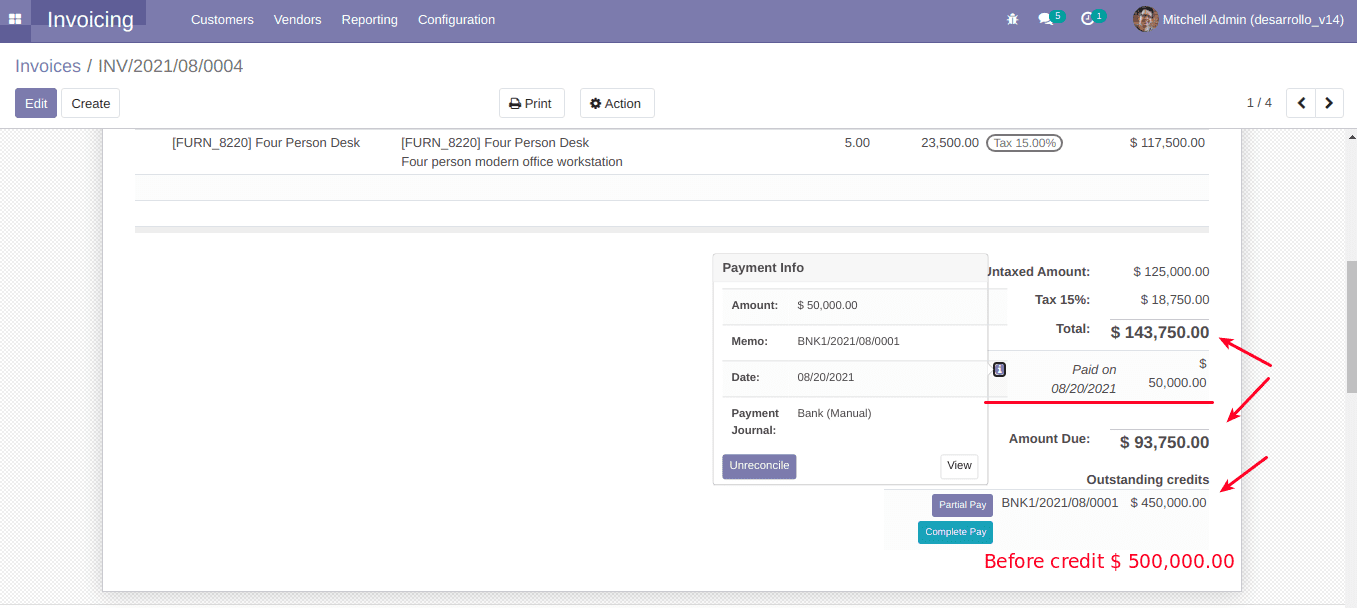 Invoicing
Customers Vendors Reporting Configuration
5 1 Mitchell Admin (desarrollo_v14)
Invoices / INV/2021/08/0004
Edit Create Print Action 1 / 4
[FURN_8220] Four Person Desk [FURN_8220] Four Person Desk 5.00 23,500.00 Tax 15.00% $ 117,500.00
Four person modern office workstation
Payment Info
Amount: $ 50,000.00
Memo: BNK1/2021/08/0001
Date: 08/20/2021
Payment Bank (Manual)
Journal:
Unreconcile View
Untaxed Amount: $ 125,000.00
Tax 15%: $ 18,750.00
Total: $ 143,750.00
i Paid on $
08/20/2021 50,000.00
Amount Due: $ 93,750.00
Outstanding credits
Partial Pay BNK1/2021/08/0001 $ 450,000.00
Complete Pay
Before credit $ 500,000.00